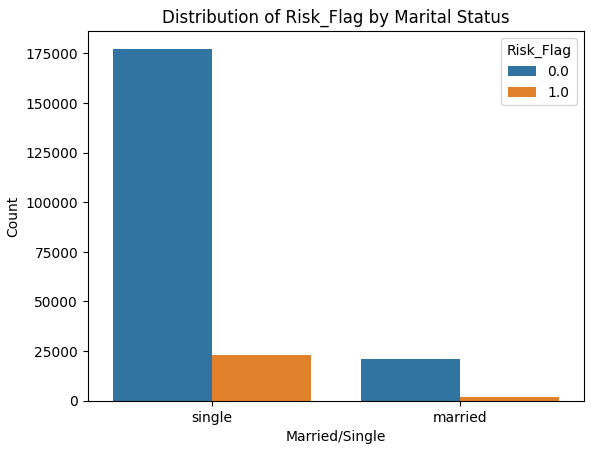 Distribution of Risk_Flag by Marital Status
Risk_Flag
0.0
1.0
175000
150000
125000
100000
75000
50000
25000
0
Count
single
married
Married/Single